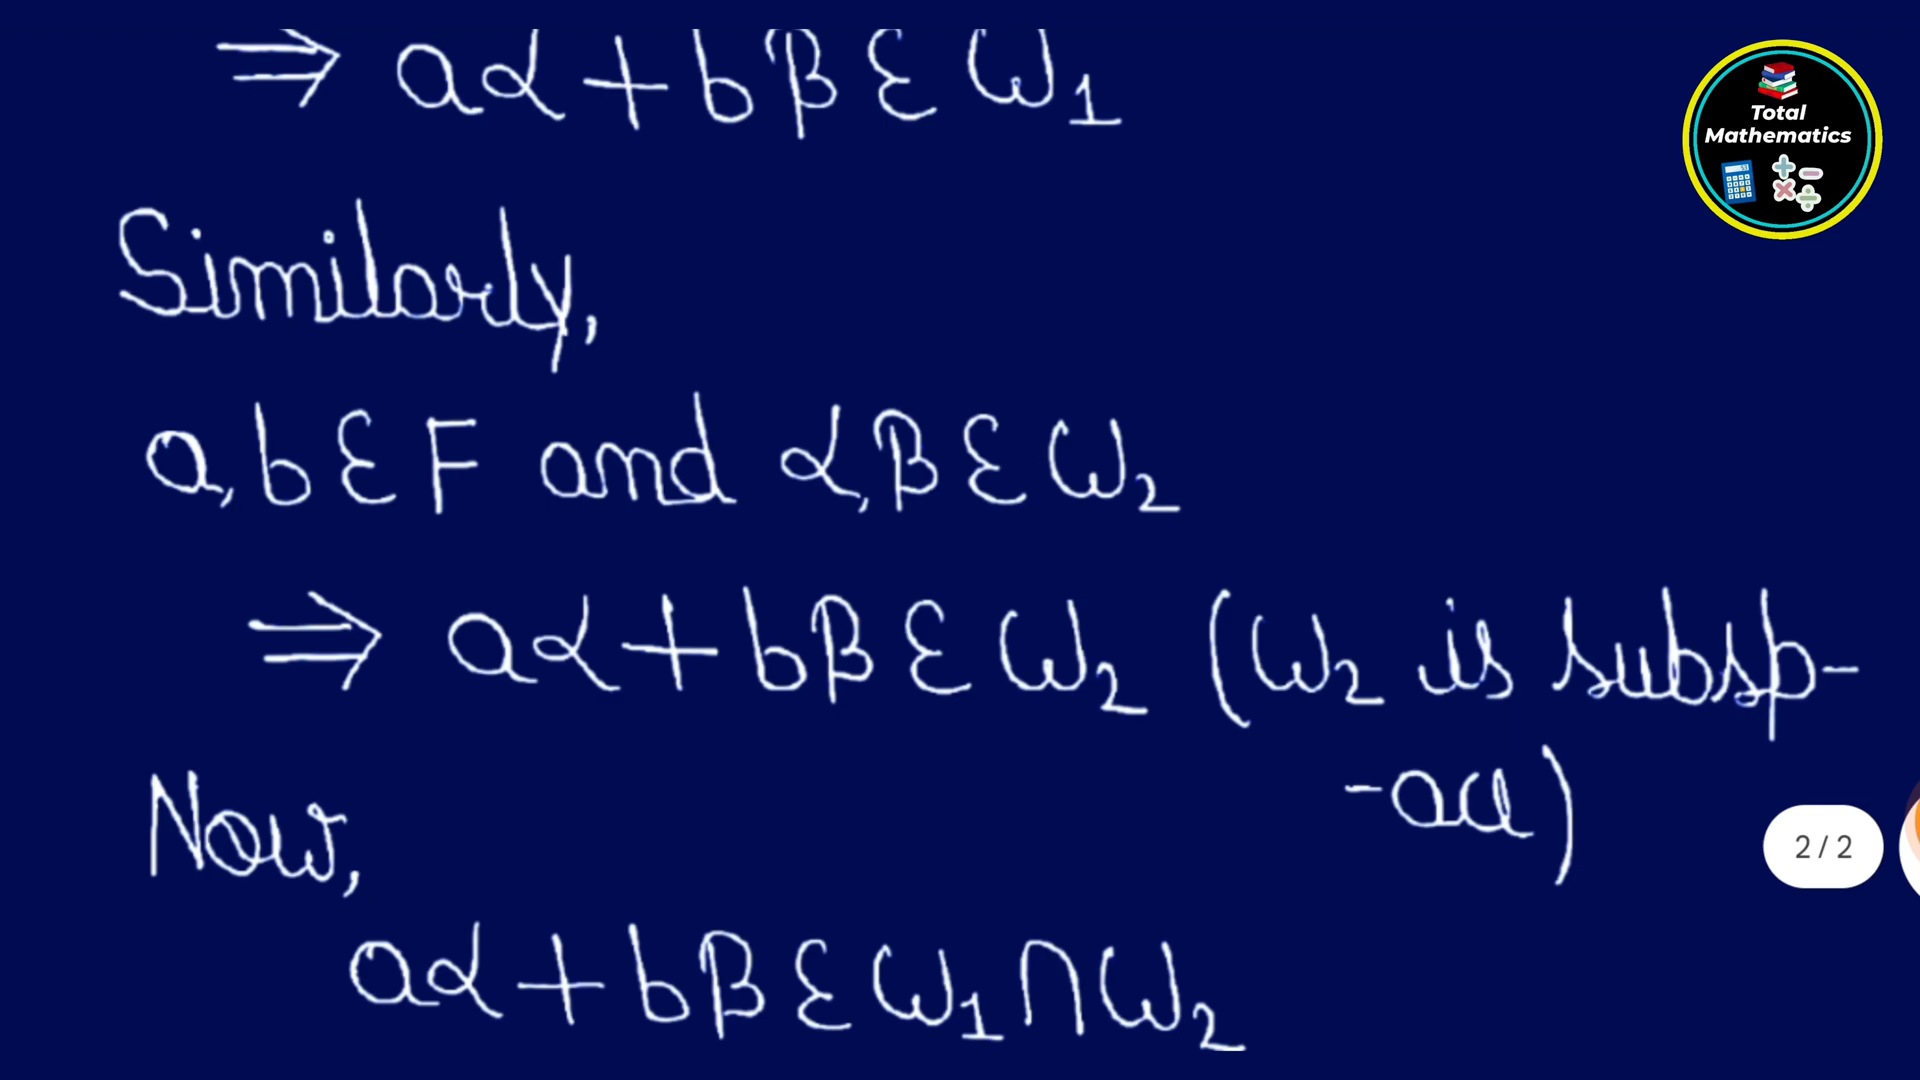 ⇒ aα + bβ ε W₁
Total
Mathematics
Similarly,
a, b ε F and α, β ε W₂
⇒ aα + bβ ε W₂ (W₂ is subsp-
-ace)
Now,
2 / 2
aα + bβ ε W₁ ∩ W₂